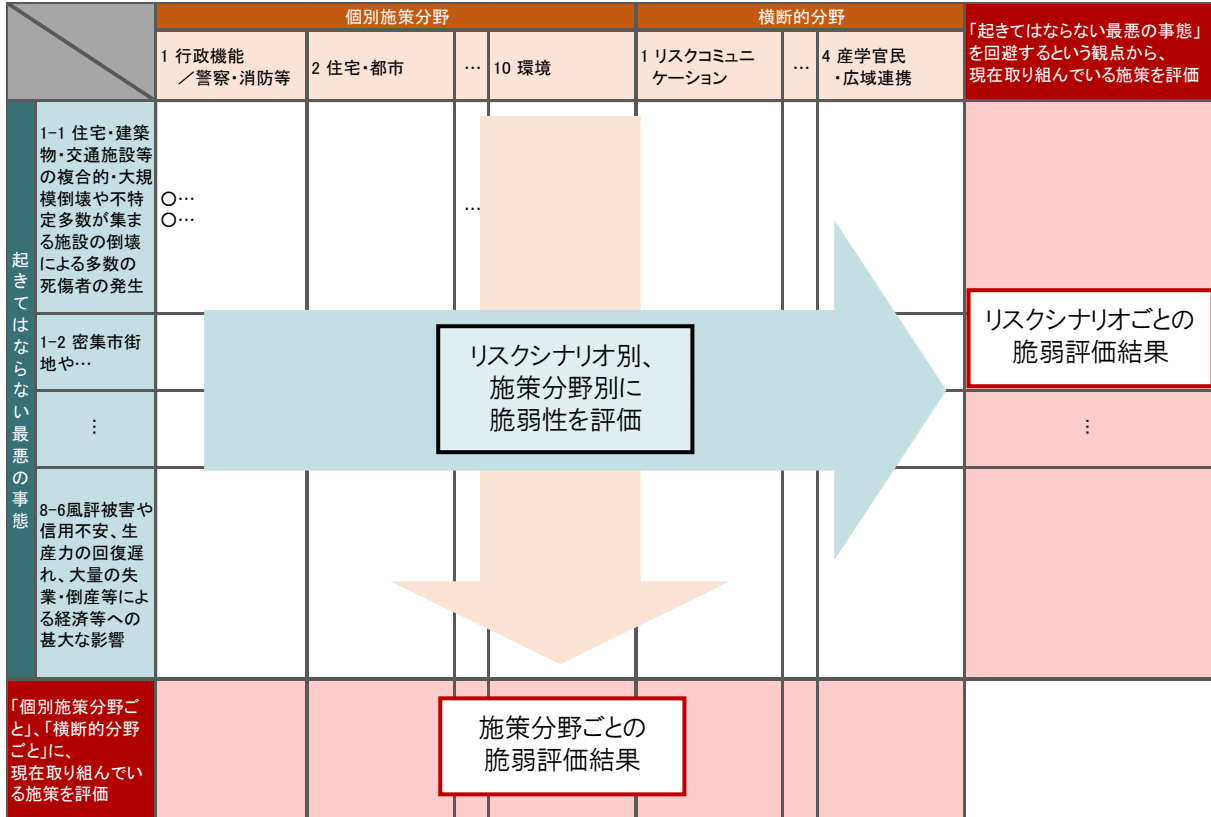 個別施策分野
横断的分野
「起きてはならない最悪の事態」
を回避するという観点から、
現在取り組んでいる施策を評価
1 行政機能
／警察・消防等
2 住宅・都市
…
10 環境
1 リスクコミュニ
ケーション
…
4 産学官民
・広域連携
起きてはならない最悪の事態
1-1 住宅・建築
物・交通施設等
の複合的・大規
模倒壊や不特
定多数が集ま
る施設の倒壊
による多数の
死傷者の発生
○…
○…
…
1-2 密集市街
地や…
リスクシナリオ別、
施策分野別に
脆弱性を評価
リスクシナリオごとの
脆弱評価結果
⋮
⋮
8-6風評被害や
信用不安、生
産力の回復遅
れ、大量の失
業・倒産等によ
る経済等への
甚大な影響
「個別施策分野ご
と」、「横断的分野
ごと」に、
現在取り組んでい
る施策を評価
施策分野ごとの
脆弱評価結果